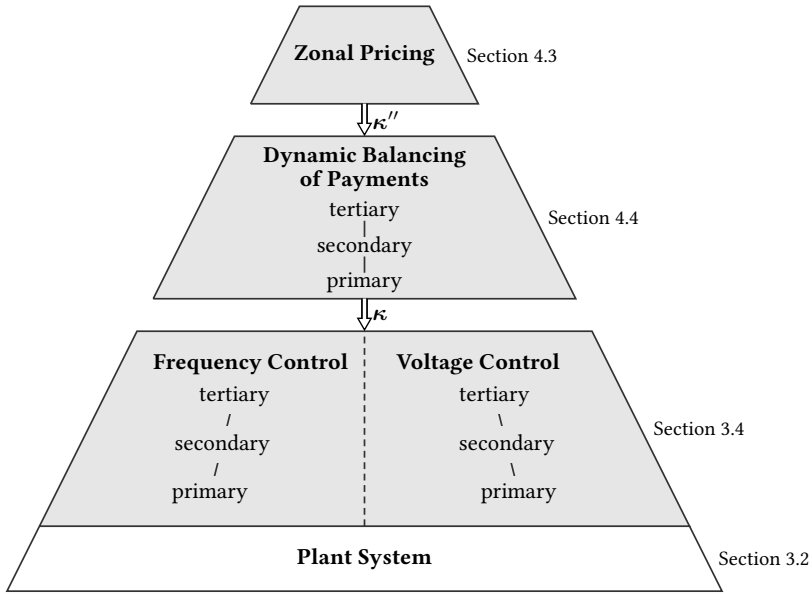 Zonal Pricing
Section 4.3
κ′′
Dynamic Balancing
of Payments
tertiary
secondary
primary
Section 4.4
κ
Frequency Control
tertiary
secondary
primary
Voltage Control
tertiary
secondary
primary
Section 3.4
Plant System
Section 3.2